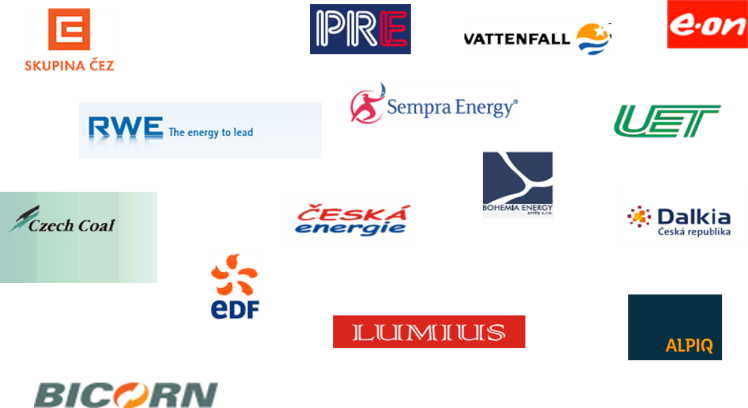 SKUPINA ČEZ
PRE
VATTENFALL
e·on
RWE The energy to lead
Sempra Energy®
UET
Czech Coal
ČESKÁ
energie
BOHEMIA ENERGY
entity s.r.o.
Dalkia
Česká republika
eDF
LUMIUS
ALPIQ
BICORN